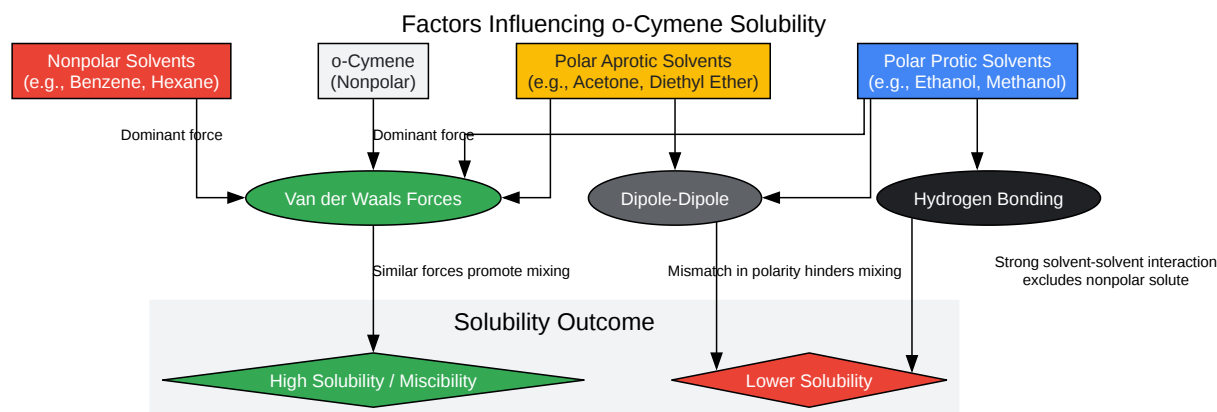 Factors Influencing o-Cymene Solubility
Nonpolar Solvents
(e.g., Benzene, Hexane)
o-Cymene
(Nonpolar)
Polar Aprotic Solvents
(e.g., Acetone, Diethyl Ether)
Polar Protic Solvents
(e.g., Ethanol, Methanol)
Dominant force
Dominant force
Van der Waals Forces
Dipole-Dipole
Hydrogen Bonding
Similar forces promote mixing
Mismatch in polarity hinders mixing
Strong solvent-solvent interaction
excludes nonpolar solute
Solubility Outcome
High Solubility / Miscibility
Lower Solubility